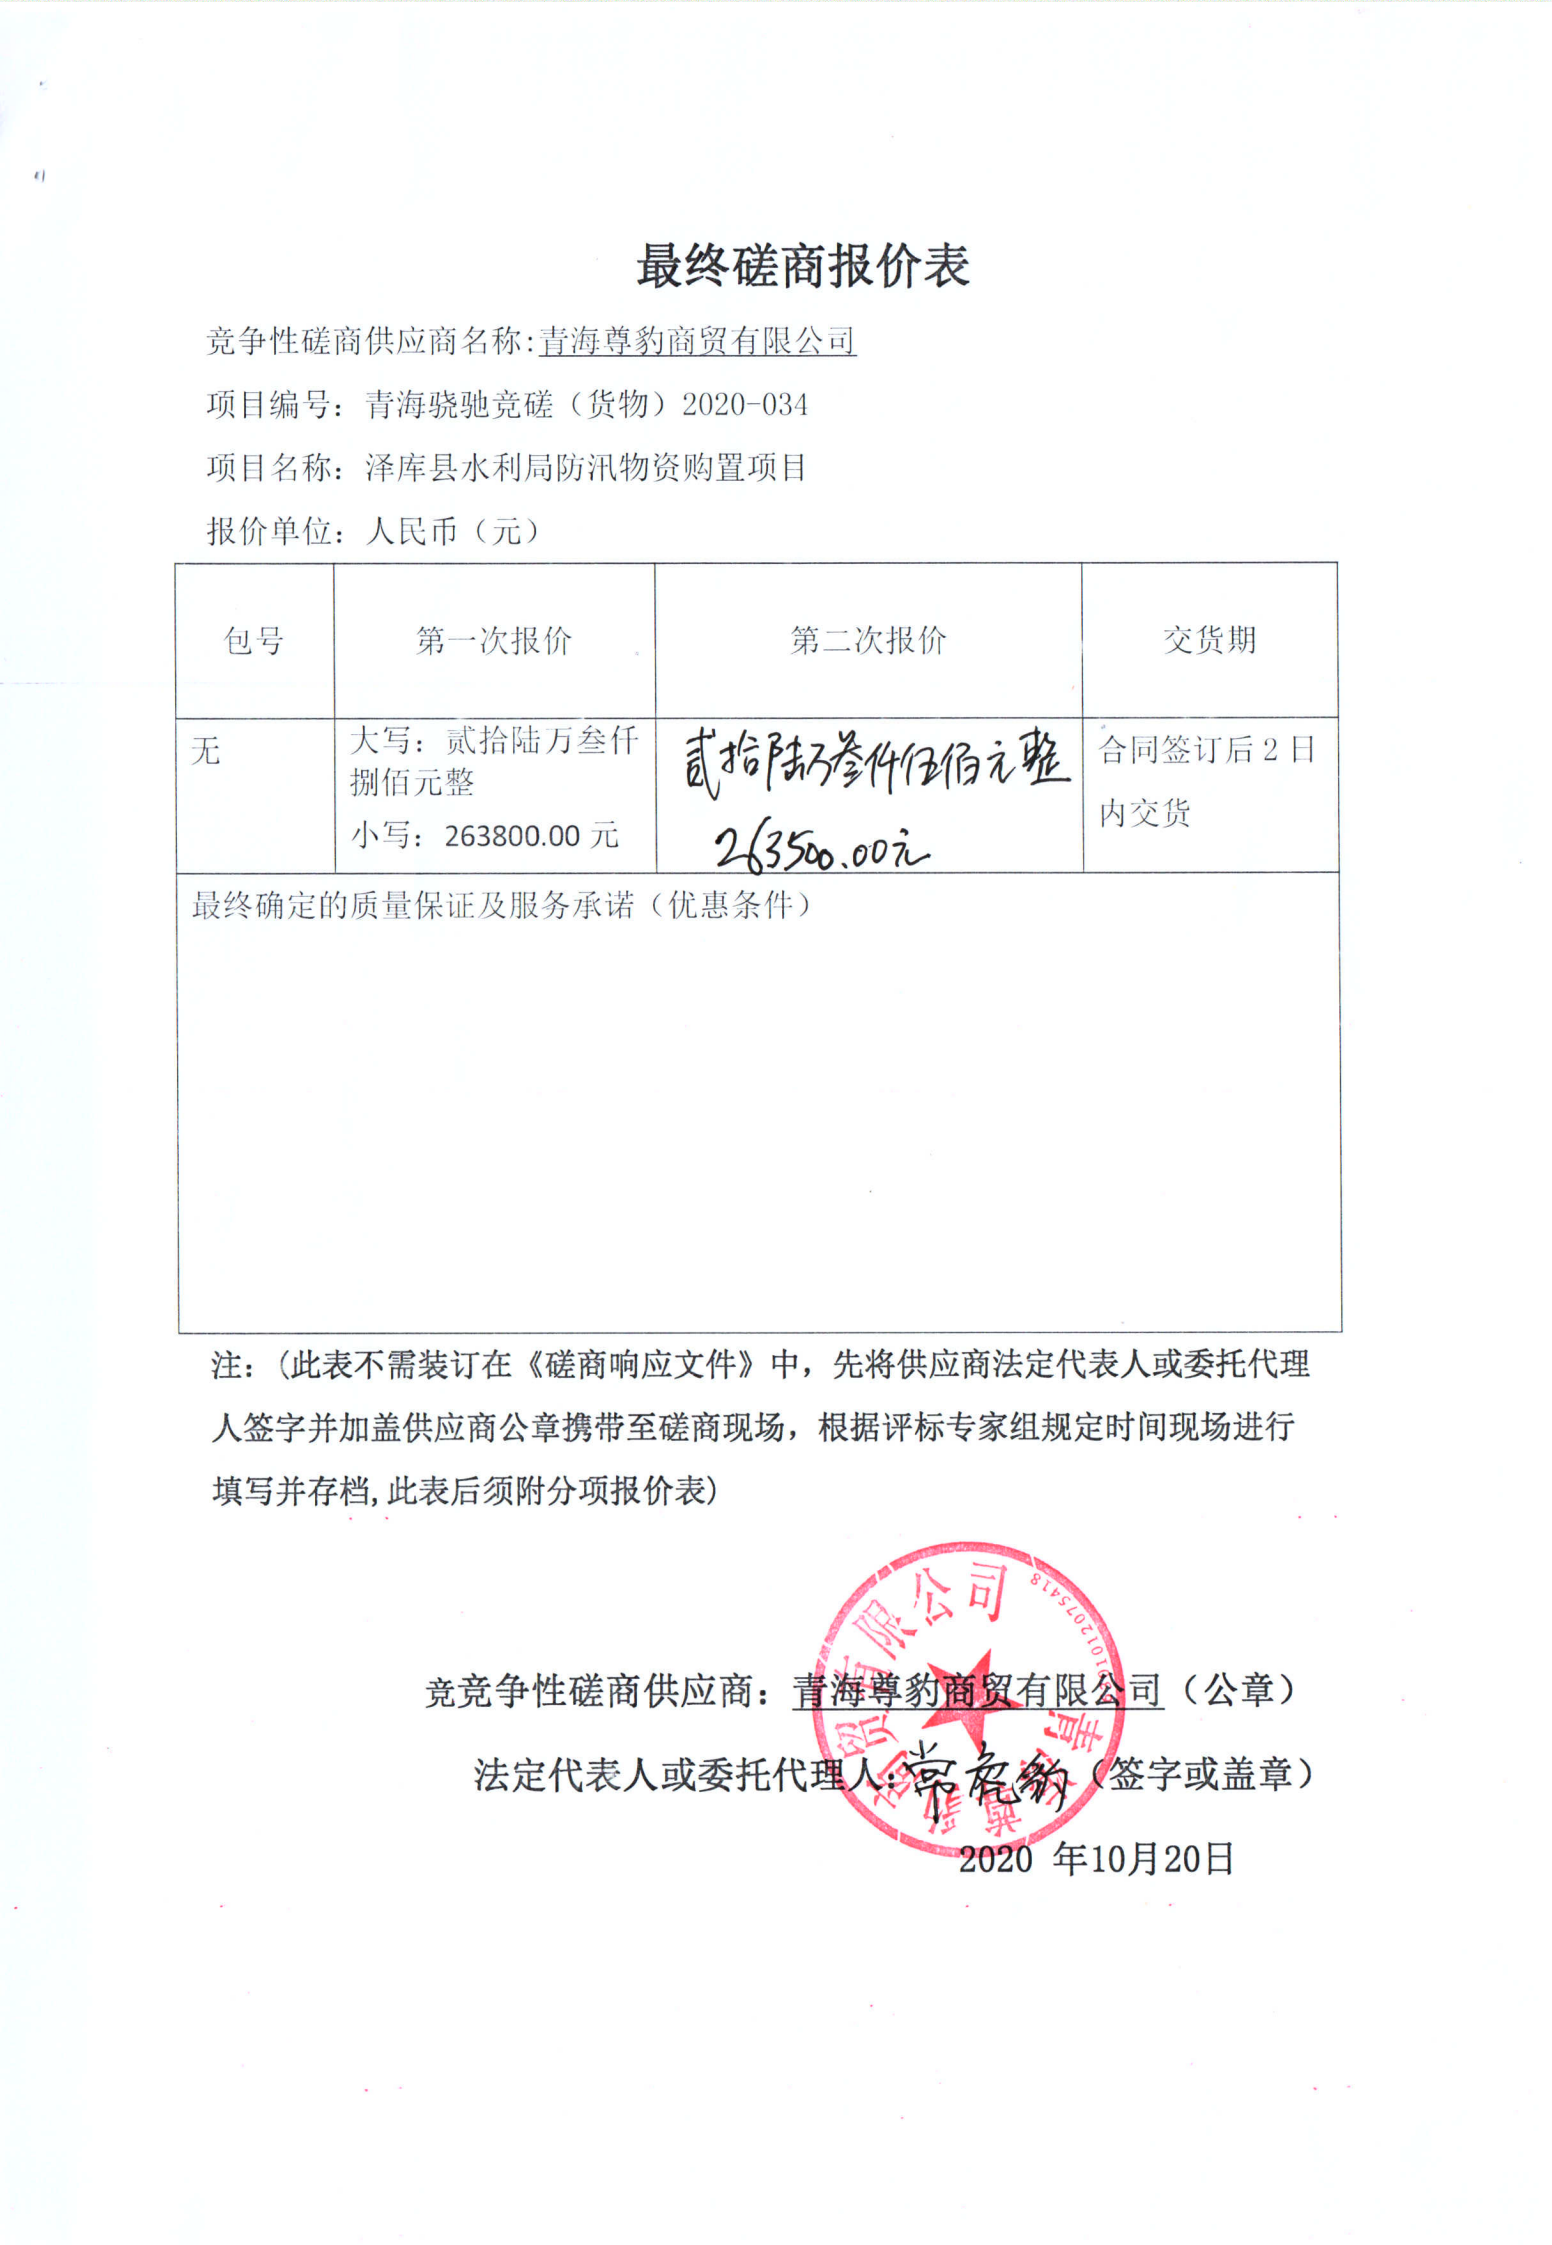 最终磋商报价表
竞争性磋商供应商名称:青海尊豹商贸有限公司
项目编号：青海骁驰竞磋（货物）2020-034
项目名称：泽库县水利局防汛物资购置项目
报价单位：人民币（元）
包号
第一次报价
第二次报价
交货期
无
大写：贰拾陆万叁仟
捌佰元整
小写：263800.00 元
贰拾陆万叁仟伍佰元整
263500.00元
合同签订后 2 日
内交货
最终确定的质量保证及服务承诺（优惠条件）
注：(此表不需装订在《磋商响应文件》中，先将供应商法定代表人或委托代理
人签字并加盖供应商公章携带至磋商现场，根据评标专家组规定时间现场进行
填写并存档,此表后须附分项报价表)
竞竞争性磋商供应商：青海尊豹商贸有限公司（公章）
法定代表人或委托代理人:（签字或盖章）
2020 年10月20日
青海尊豹商贸有限公司